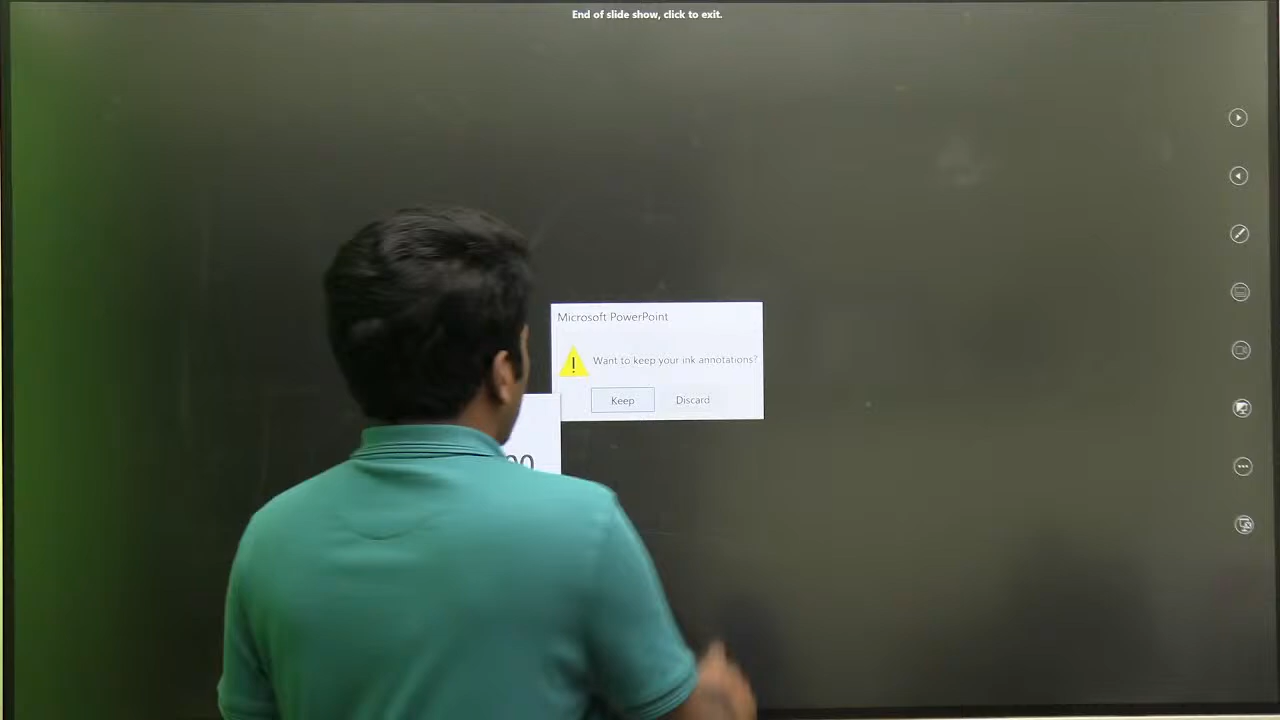 End of slide show, click to exit.
Microsoft PowerPoint
Want to keep your ink annotations?
Keep Discard